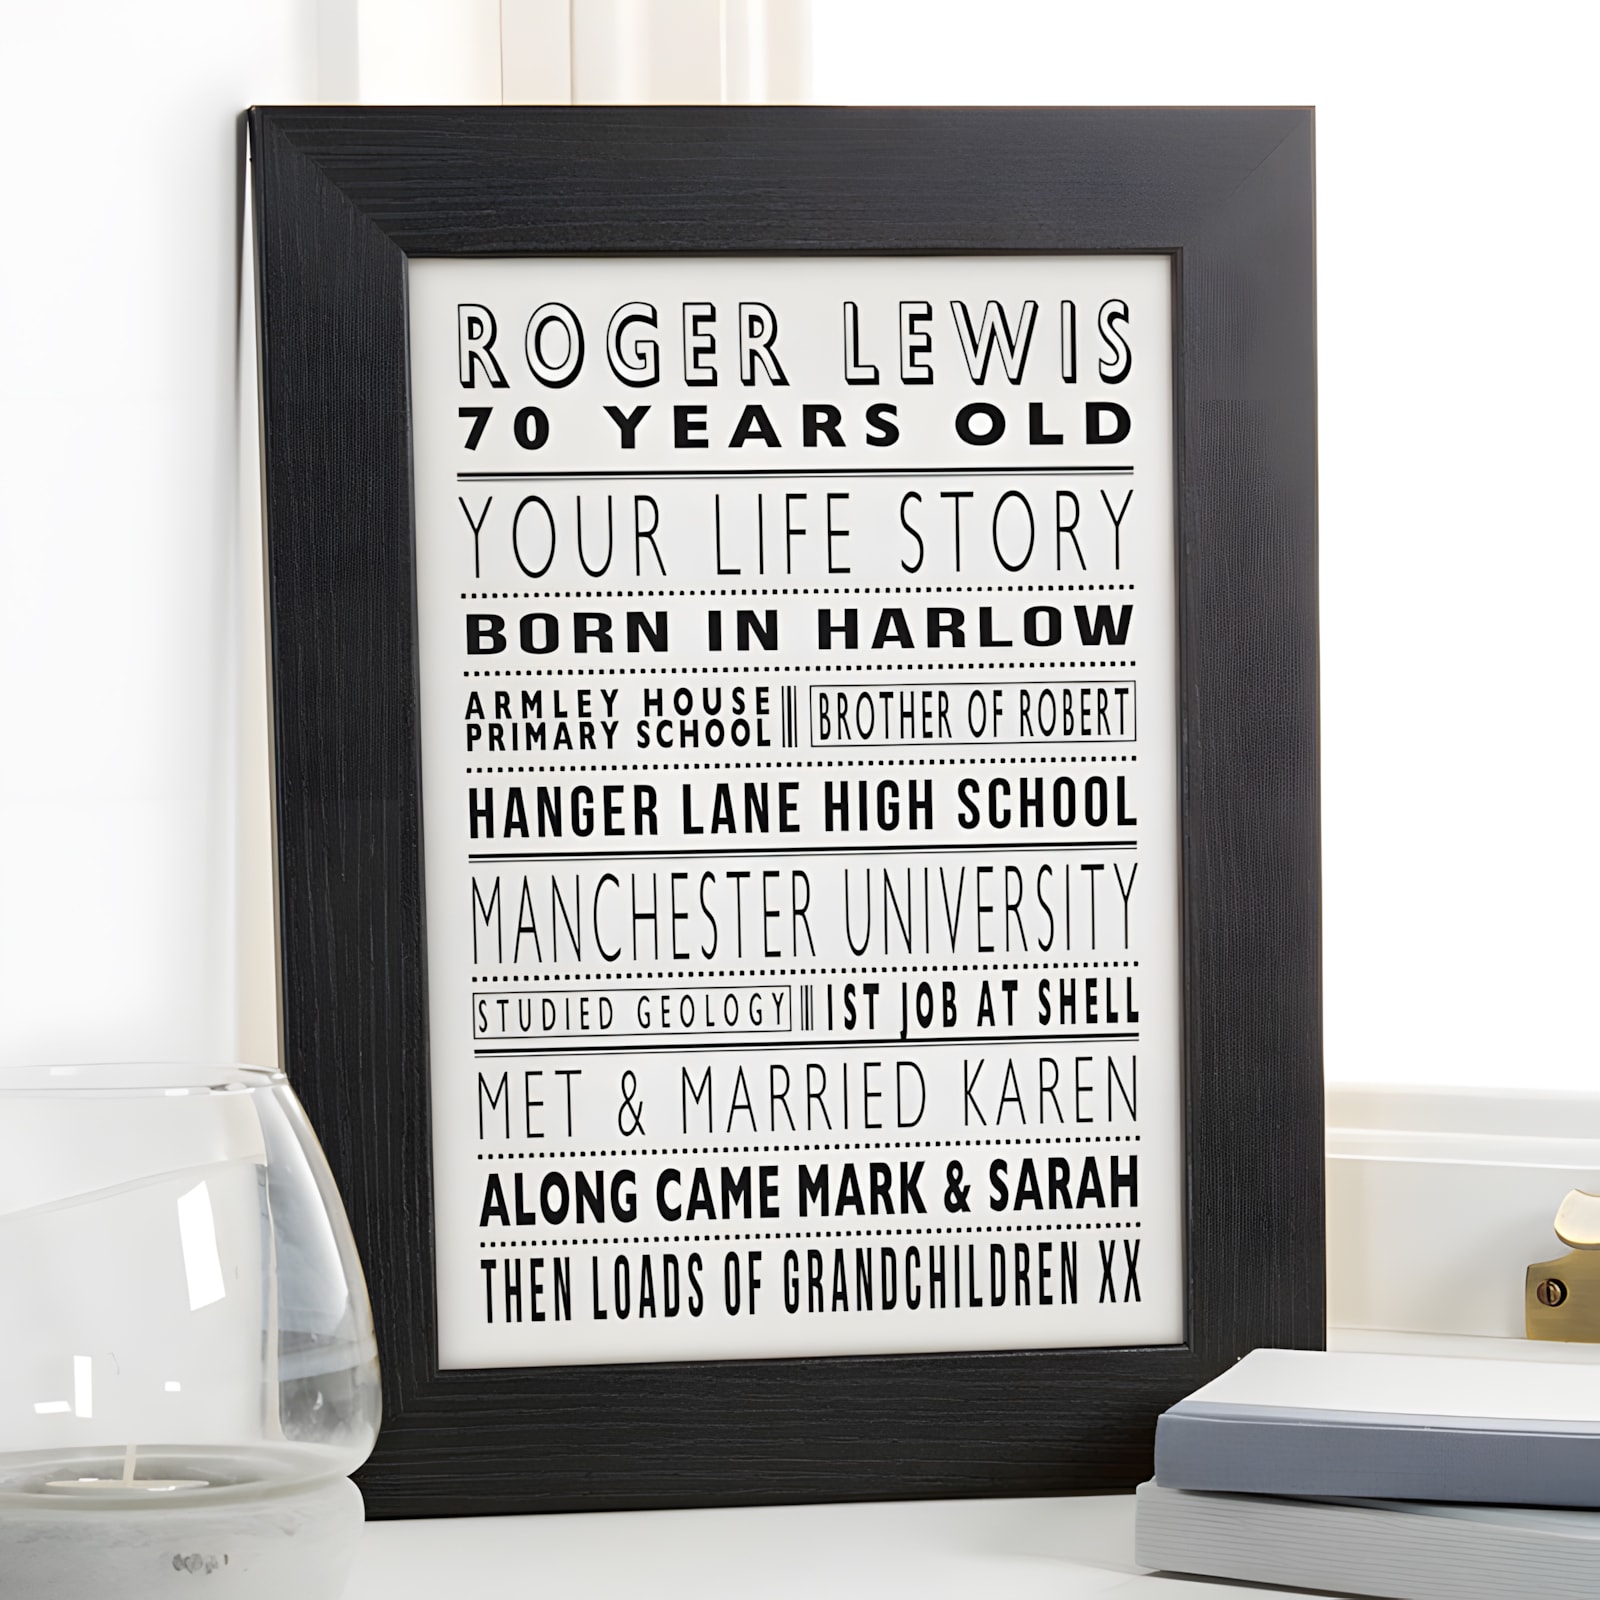 ROGER LEWIS
70 YEARS OLD
YOUR LIFE STORY
BORN IN HARLOW
ARMLEY HOUSE
PRIMARY SCHOOL
BROTHER OF ROBERT
HANGER LANE HIGH SCHOOL
MANCHESTER UNIVERSITY
STUDIED GEOLOGY
1ST JOB AT SHELL
MET & MARRIED KAREN
ALONG CAME MARK & SARAH
THEN LOADS OF GRANDCHILDREN XX